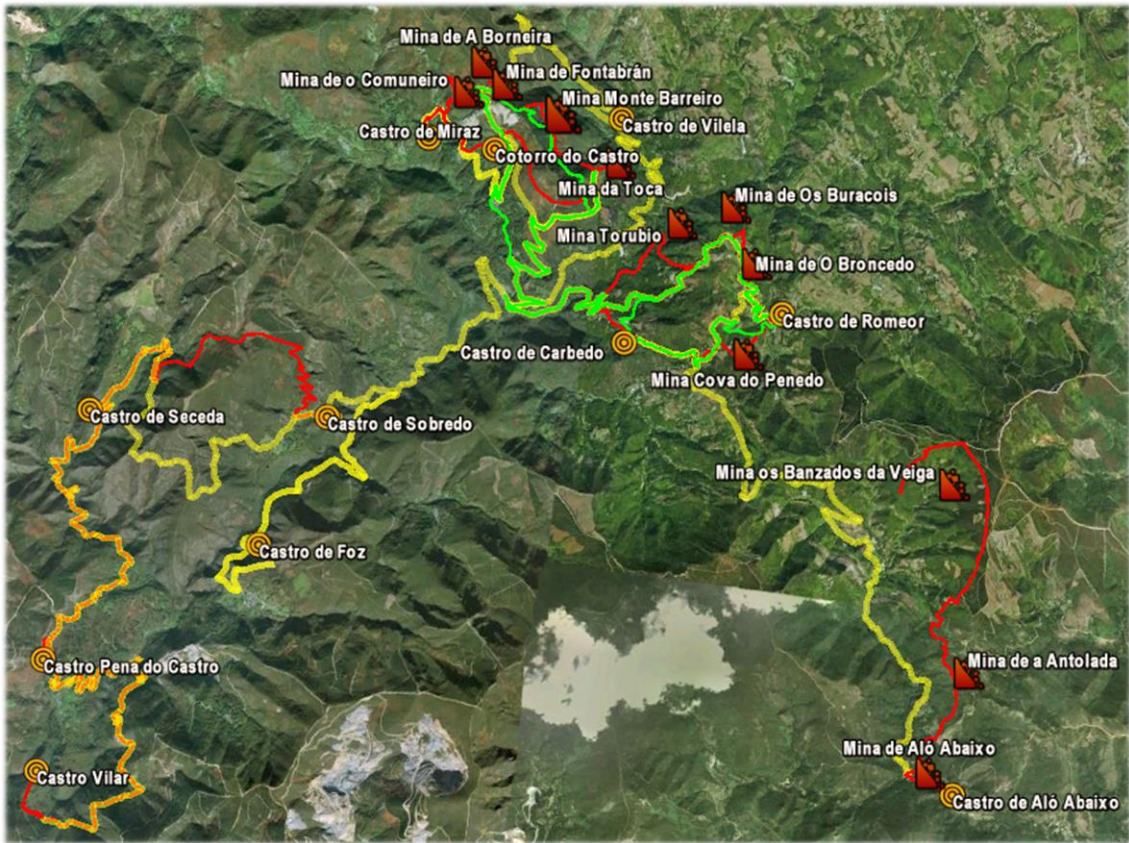 Mina de A Borneira
Mina de o Comuneiro
Mina de Fontabrán
Mina Monte Barreiro
Castro de Miraz
Castro de Vilela
Cotorro do Castro
Mina da Toca
Mina de Os Buracois
Mina Torubio
Mina de O Broncedo
Castro de Romeor
Castro de Carbedo
Mina Cova do Penedo
Castro de Seceda
Castro de Sobredo
Mina os Banzados da Veiga
Castro de Foz
Castro Pena do Castro
Mina de a Antolada
Mina de Aló Abaixo
Castro Vilar
Castro de Aló Abaixo